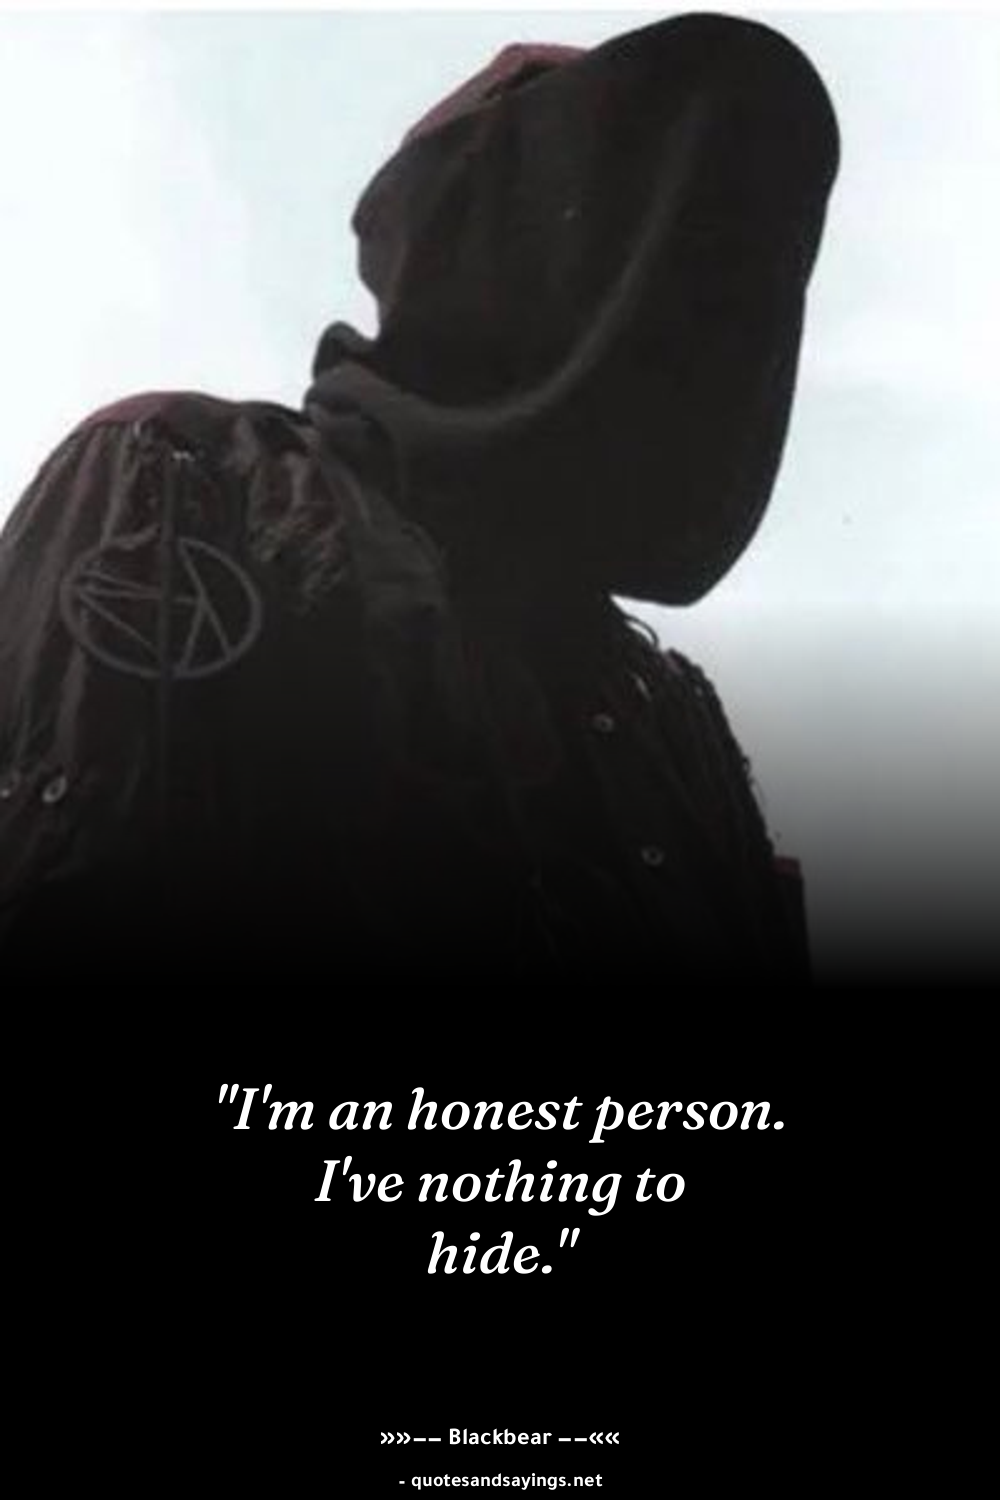 "I'm an honest person.
I've nothing to
hide."
»»–– Blackbear ––««
- quotesandsayings.net